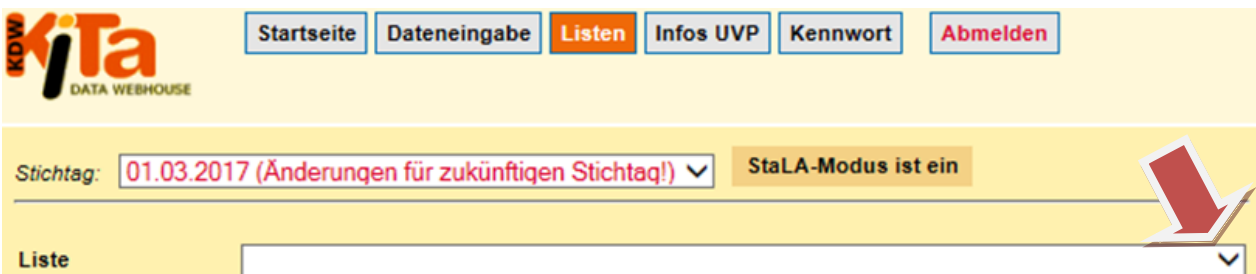 KDW
KiTa
DATA WEBHOUSE
Startseite Dateneingabe Listen Infos UVP Kennwort Abmelden
Stichtag: 01.03.2017 (Änderungen für zukünftigen Stichtag!) StaLA-Modus ist ein
Liste